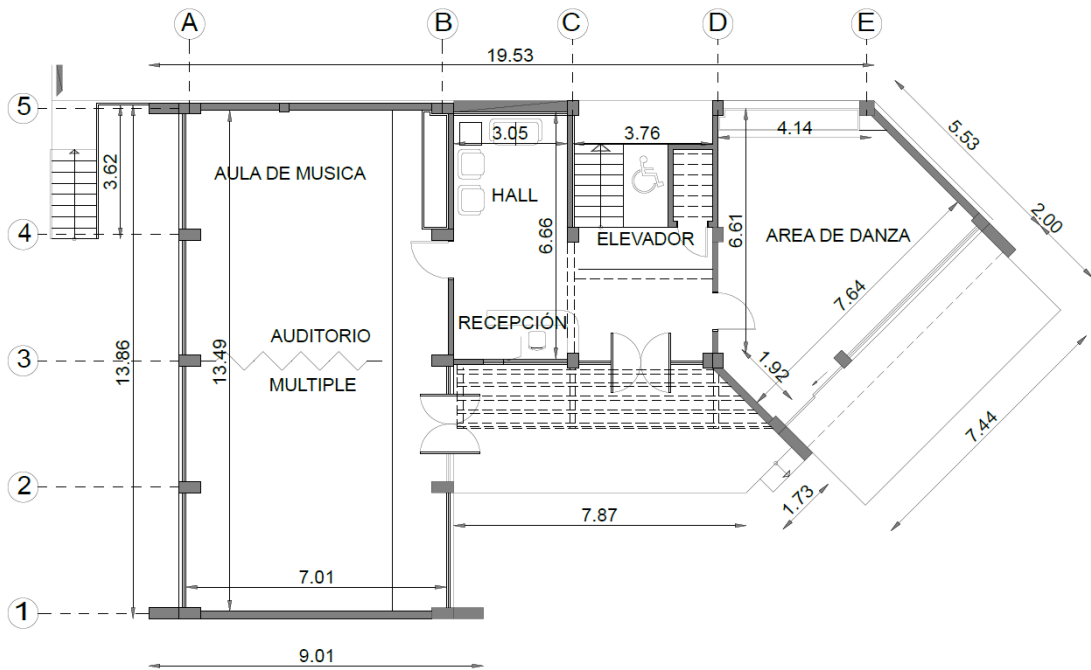 A
B
C
D
E
19.53
5
3.05
3.76
4.14
5.53
3.62
AULA DE MUSICA
HALL
2.00
4
6.66
ELEVADOR
6.61
AREA DE DANZA
7.64
RECEPCIÓN
AUDITORIO
3
13.86
13.49
MULTIPLE
1.92
7.44
2
1.73
7.87
7.01
1
9.01